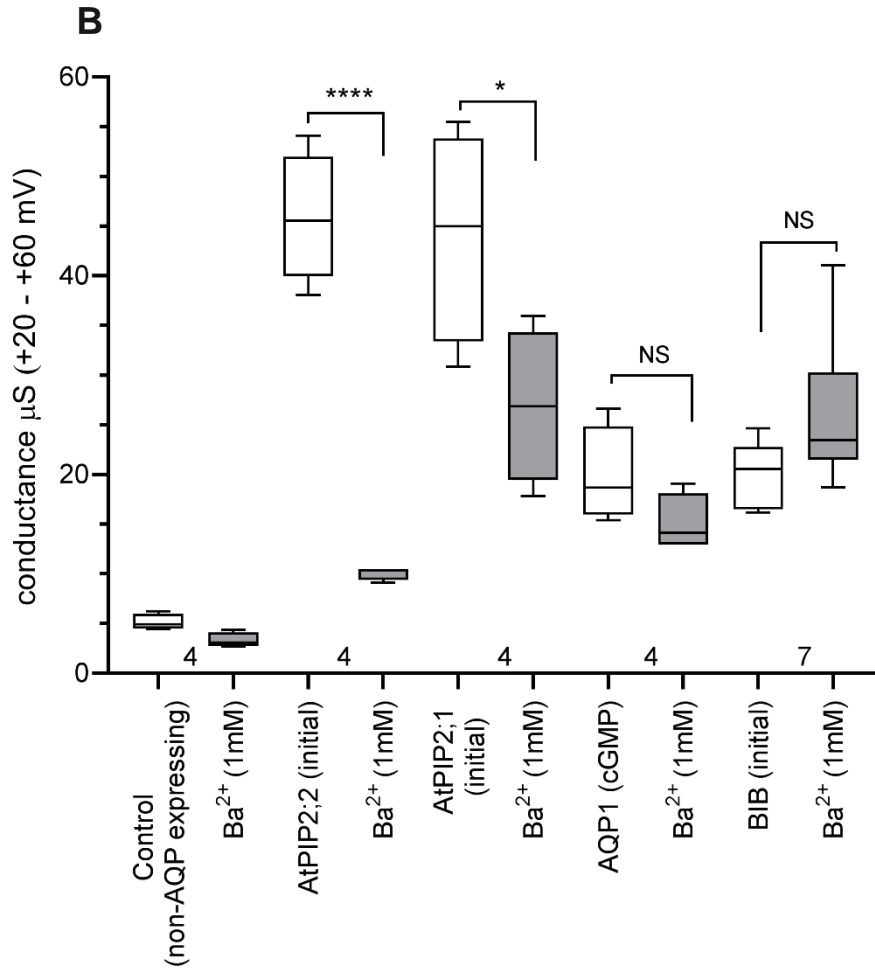 B
conductance μS (+20 - +60 mV)
60
40
20
0
****
*
NS
NS
4
4
4
4
7
Control
(non-AQP expressing)
Ba²⁺ (1mM)
AtPIP2;2 (initial)
Ba²⁺ (1mM)
AtPIP2;1
(initial)
Ba²⁺ (1mM)
AQP1 (cGMP)
Ba²⁺ (1mM)
BIB (initial)
Ba²⁺ (1mM)